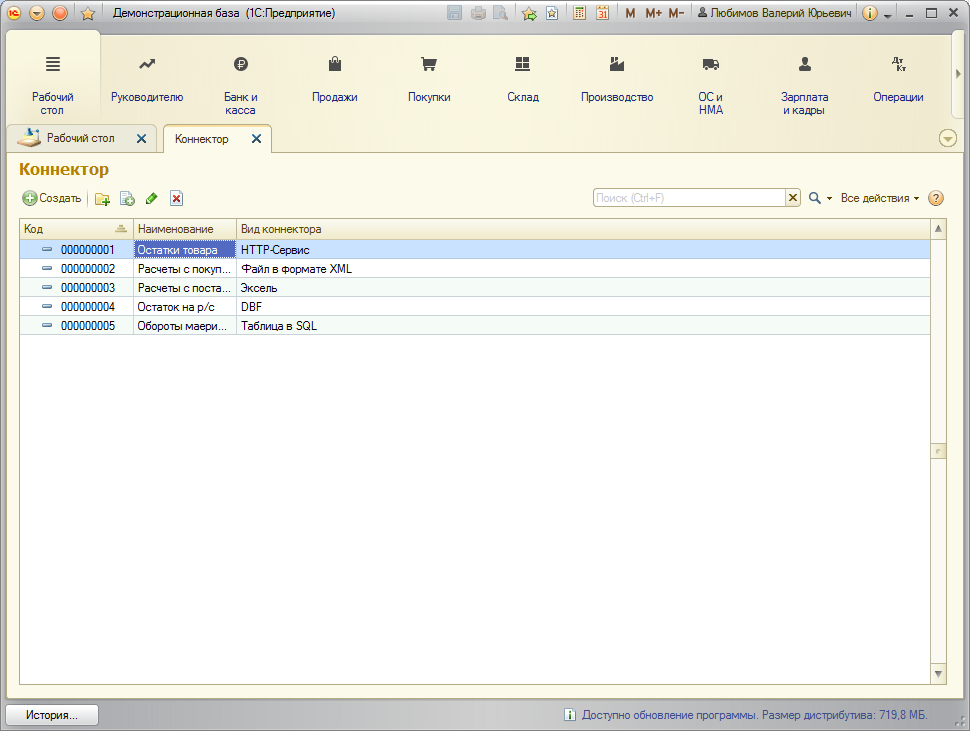 Демонстрационная база (1С:Предприятие)
31
M M+ M-
Любимов Валерий Юрьевич
Рабочий стол
Руководителю
Банк и касса
Продажи
Покупки
Склад
Производство
ОС и НМА
Зарплата и кадры
Дт Кт
Операции
Рабочий стол
Коннектор
Коннектор
Создать
Поиск (Ctrl+F)
Все действия
?
Код Наименование Вид коннектора
000000001 Остатки товара HTTP-Сервис
000000002 Расчеты с покуп... Файл в формате XML
000000003 Расчеты с поста... Эксель
000000004 Остаток на р/с DBF
000000005 Обороты маери... Таблица в SQL
История...
Доступно обновление программы. Размер дистрибутива: 719,8 МБ.